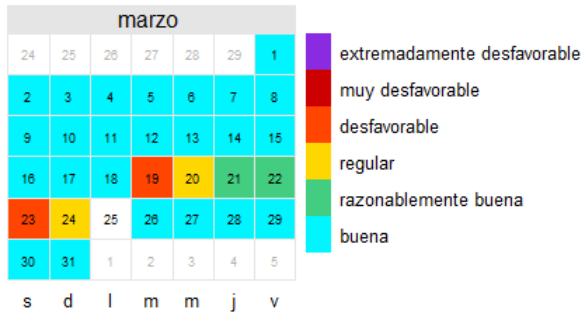 marzo
24 25 26 27 28 29 1
2 3 4 5 6 7 8
9 10 11 12 13 14 15
16 17 18 19 20 21 22
23 24 25 26 27 28 29
30 31 1 2 3 4 5
s d l m m j v
extremadamente desfavorable
muy desfavorable
desfavorable
regular
razonablemente buena
buena